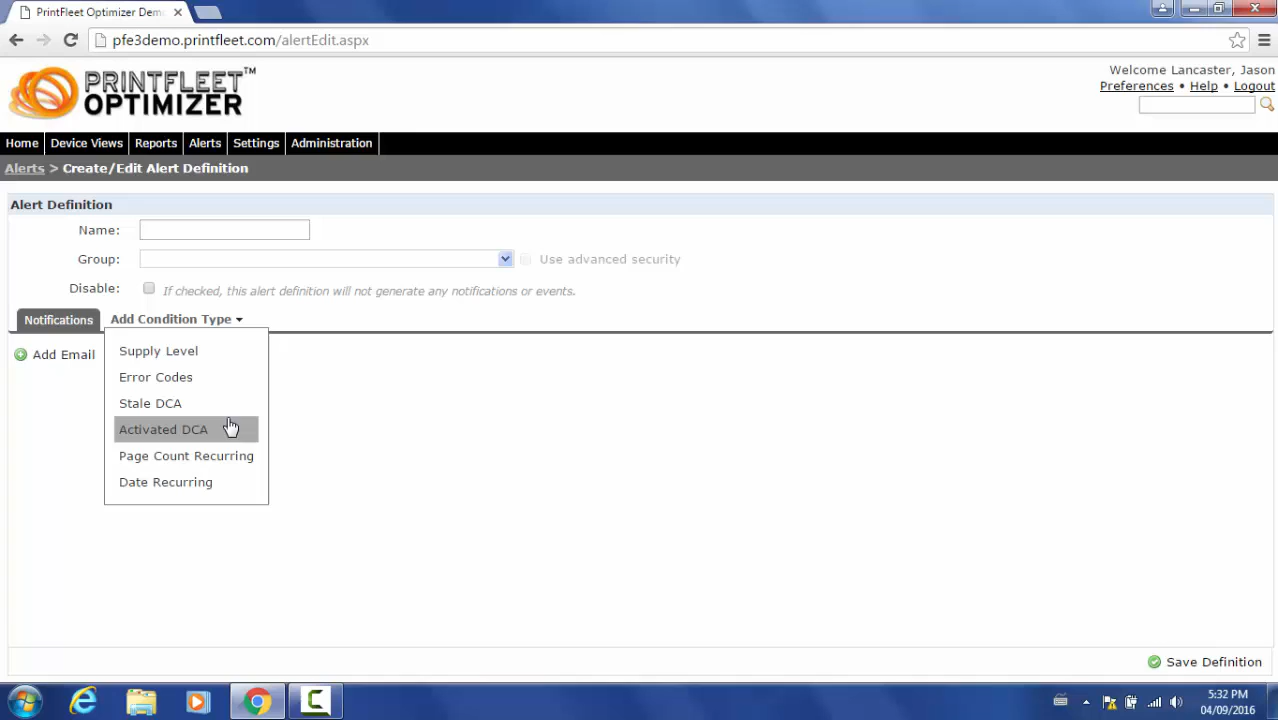 PrintFleet Optimizer Demo
pfe3demo.printfleet.com/alertEdit.aspx
PRINTFLEET™
OPTIMIZER
Welcome Lancaster, Jason
Preferences • Help • Logout
Home Device Views Reports Alerts Settings Administration
Alerts > Create/Edit Alert Definition
Alert Definition
Name:
Group: Use advanced security
Disable: If checked, this alert definition will not generate any notifications or events.
Notifications Add Condition Type
Add Email
Supply Level
Error Codes
Stale DCA
Activated DCA
Page Count Recurring
Date Recurring
Save Definition
5:32 PM
04/09/2016